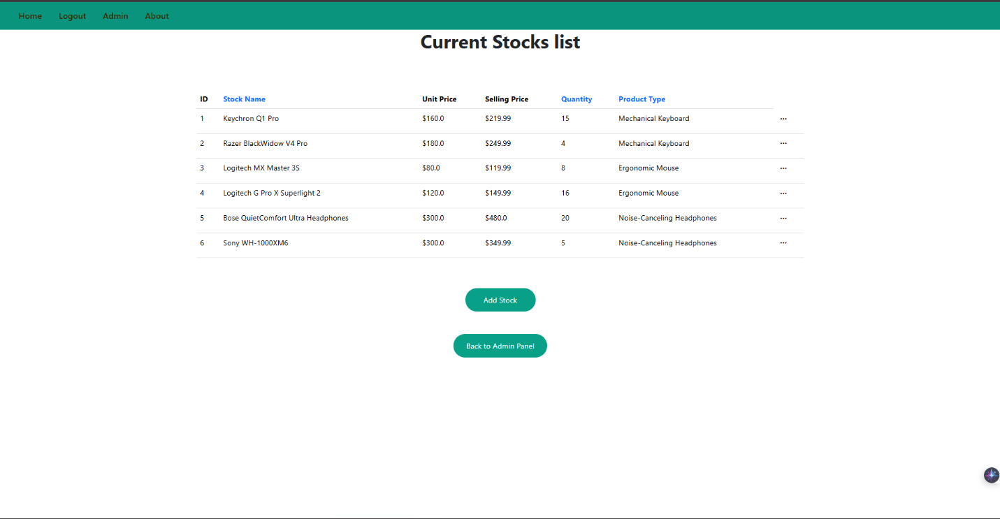 Home Logout Admin About
Current Stocks list
ID Stock Name Unit Price Selling Price Quantity Product Type
1 Keychron Q1 Pro $160.0 $219.99 15 Mechanical Keyboard ...
2 Razer BlackWidow V4 Pro $180.0 $249.99 4 Mechanical Keyboard ...
3 Logitech MX Master 3S $80.0 $119.99 8 Ergonomic Mouse ...
4 Logitech G Pro X Superlight 2 $120.0 $149.99 16 Ergonomic Mouse ...
5 Bose QuietComfort Ultra Headphones $300.0 $480.0 20 Noise-Canceling Headphones ...
6 Sony WH-1000XM6 $300.0 $349.99 5 Noise-Canceling Headphones ...
Add Stock
Back to Admin Panel